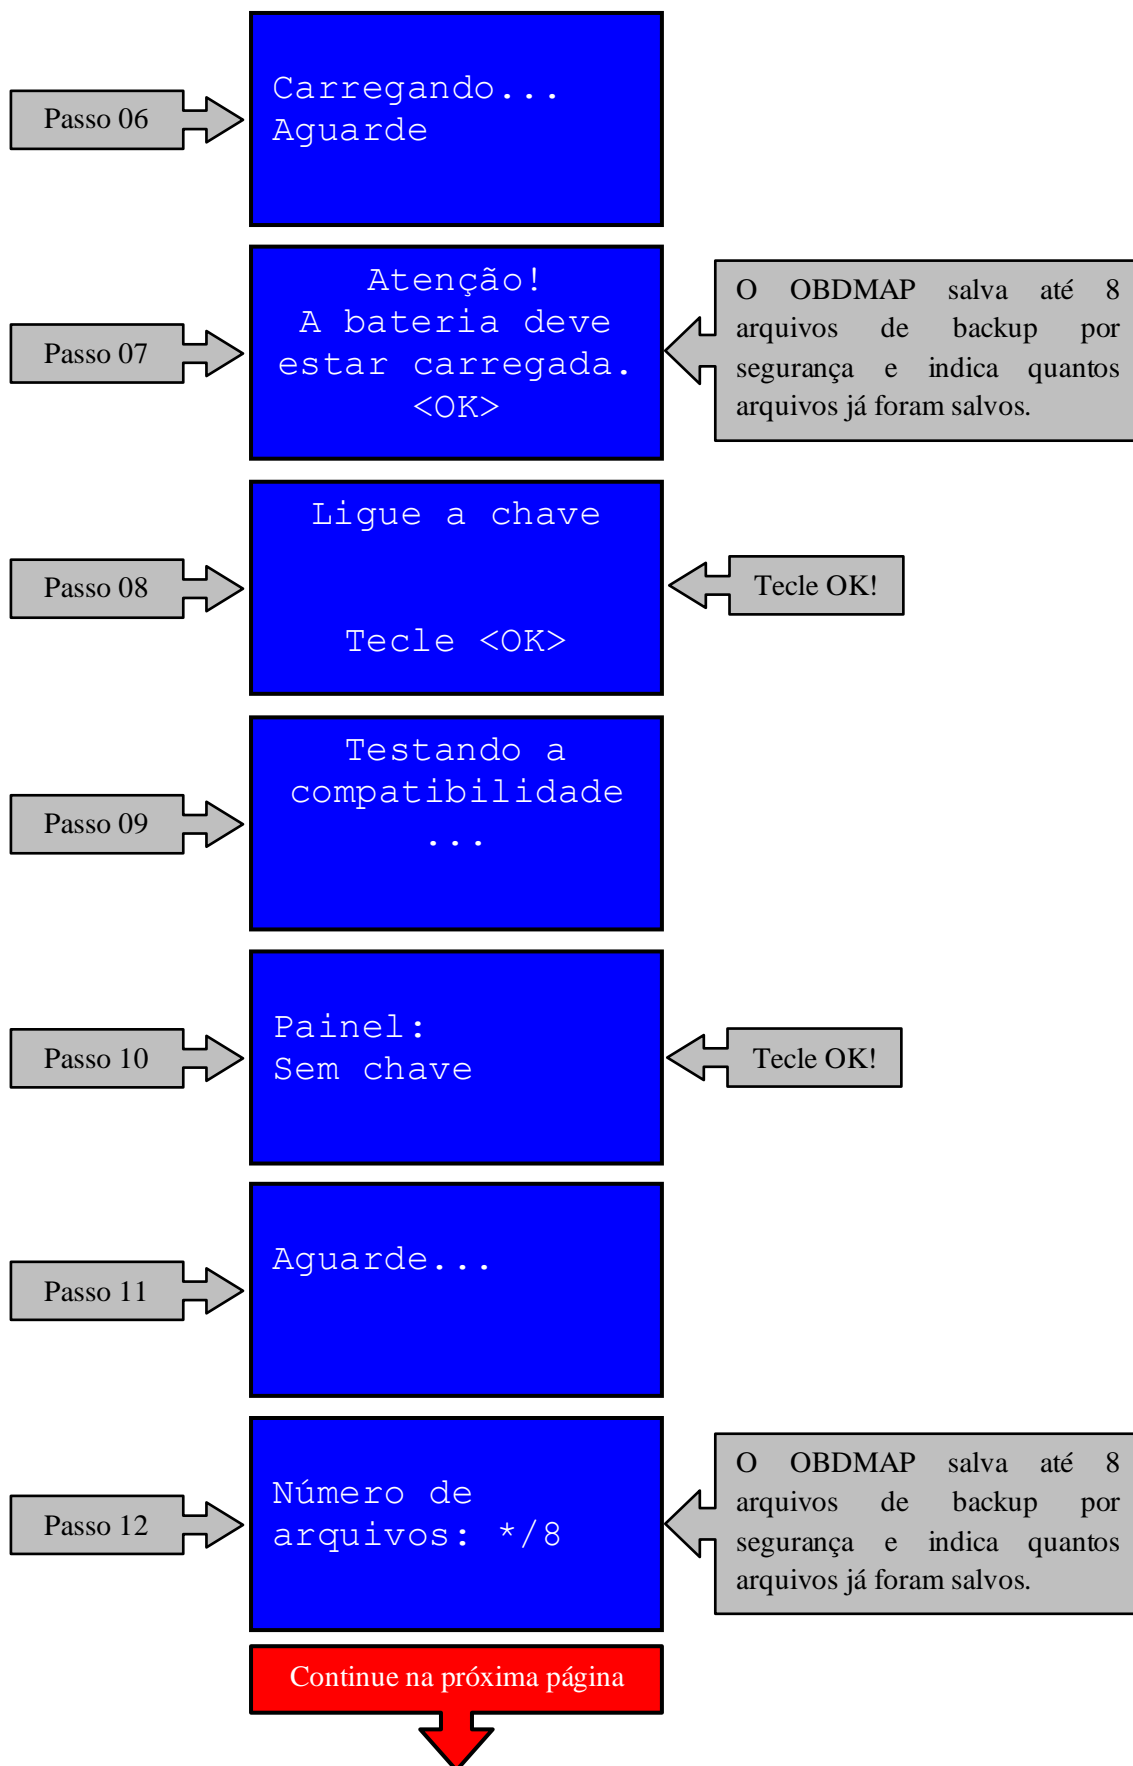 Passo 06
Carregando...
Aguarde
Passo 07
Atenção!
A bateria deve
estar carregada.
<OK>
O OBDMAP salva até 8
arquivos de backup por
segurança e indica quantos
arquivos já foram salvos.
Passo 08
Ligue a chave
Tecle <OK>
Tecle OK!
Passo 09
Testando a
compatibilidade
...
Passo 10
Painel:
Sem chave
Tecle OK!
Passo 11
Aguarde...
Passo 12
Número de
arquivos: */8
O OBDMAP salva até 8
arquivos de backup por
segurança e indica quantos
arquivos já foram salvos.
Continue na próxima página